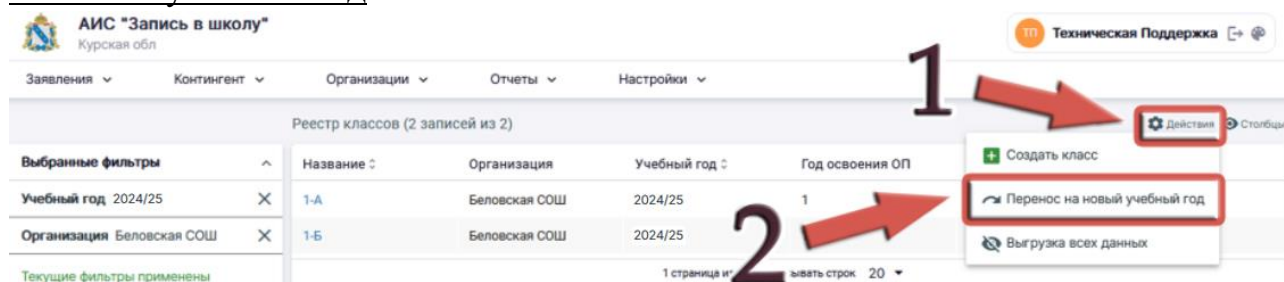 АИС "Запись в школу"
Курская обл
ТП Техническая Поддержка
Заявления Контингент Организации Отчеты Настройки
1
Реестр классов (2 записей из 2)
Действия Столбцы
Выбранные фильтры
Название Организация Учебный год Год освоения ОП
Создать класс
Учебный год 2024/25
1-А Беловская СОШ 2024/25 1
Перенос на новый учебный год
2
Организация Беловская СОШ
1-Б Беловская СОШ 2024/25
Выгрузка всех данных
Текущие фильтры применены
1 страница строк 20